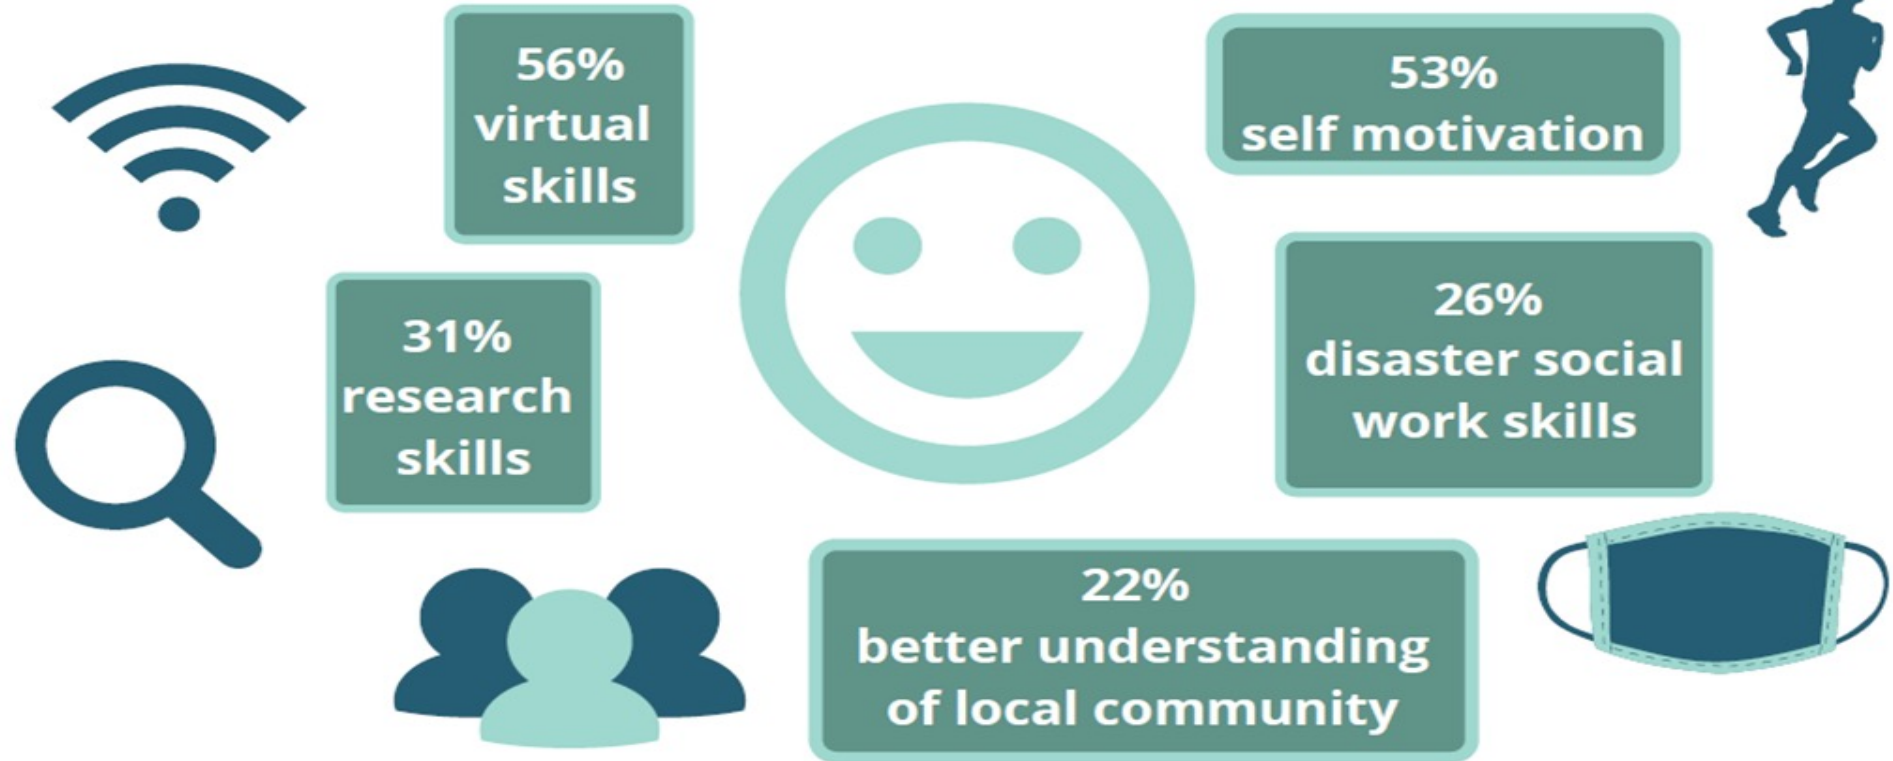 56%
virtual
skills
53%
self motivation
31%
research
skills
26%
disaster social
work skills
22%
better understanding
of local community